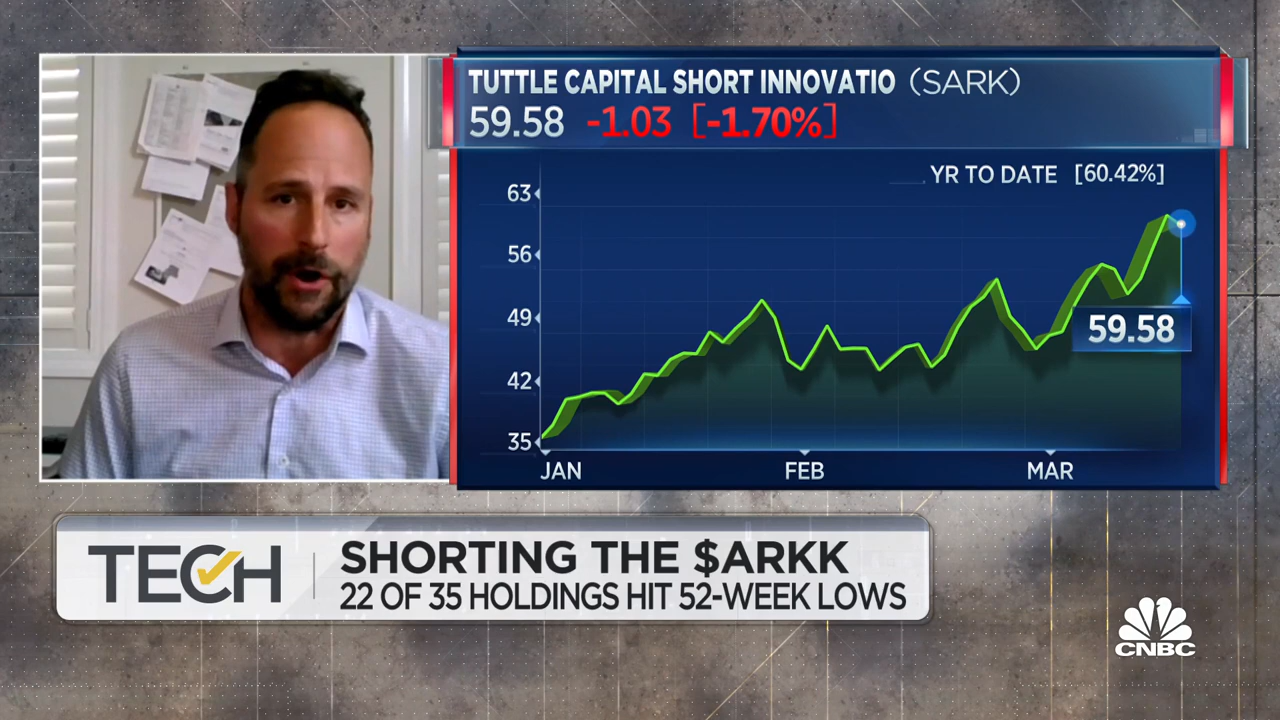 TUTTLE CAPITAL SHORT INNOVATIO (SARK)
59.58 -1.03 [-1.70%]
YR TO DATE [60.42%]
63
56
49
42
35
59.58
JAN FEB MAR
TECH
SHORTING THE $ARKK
22 OF 35 HOLDINGS HIT 52-WEEK LOWS
CNBC